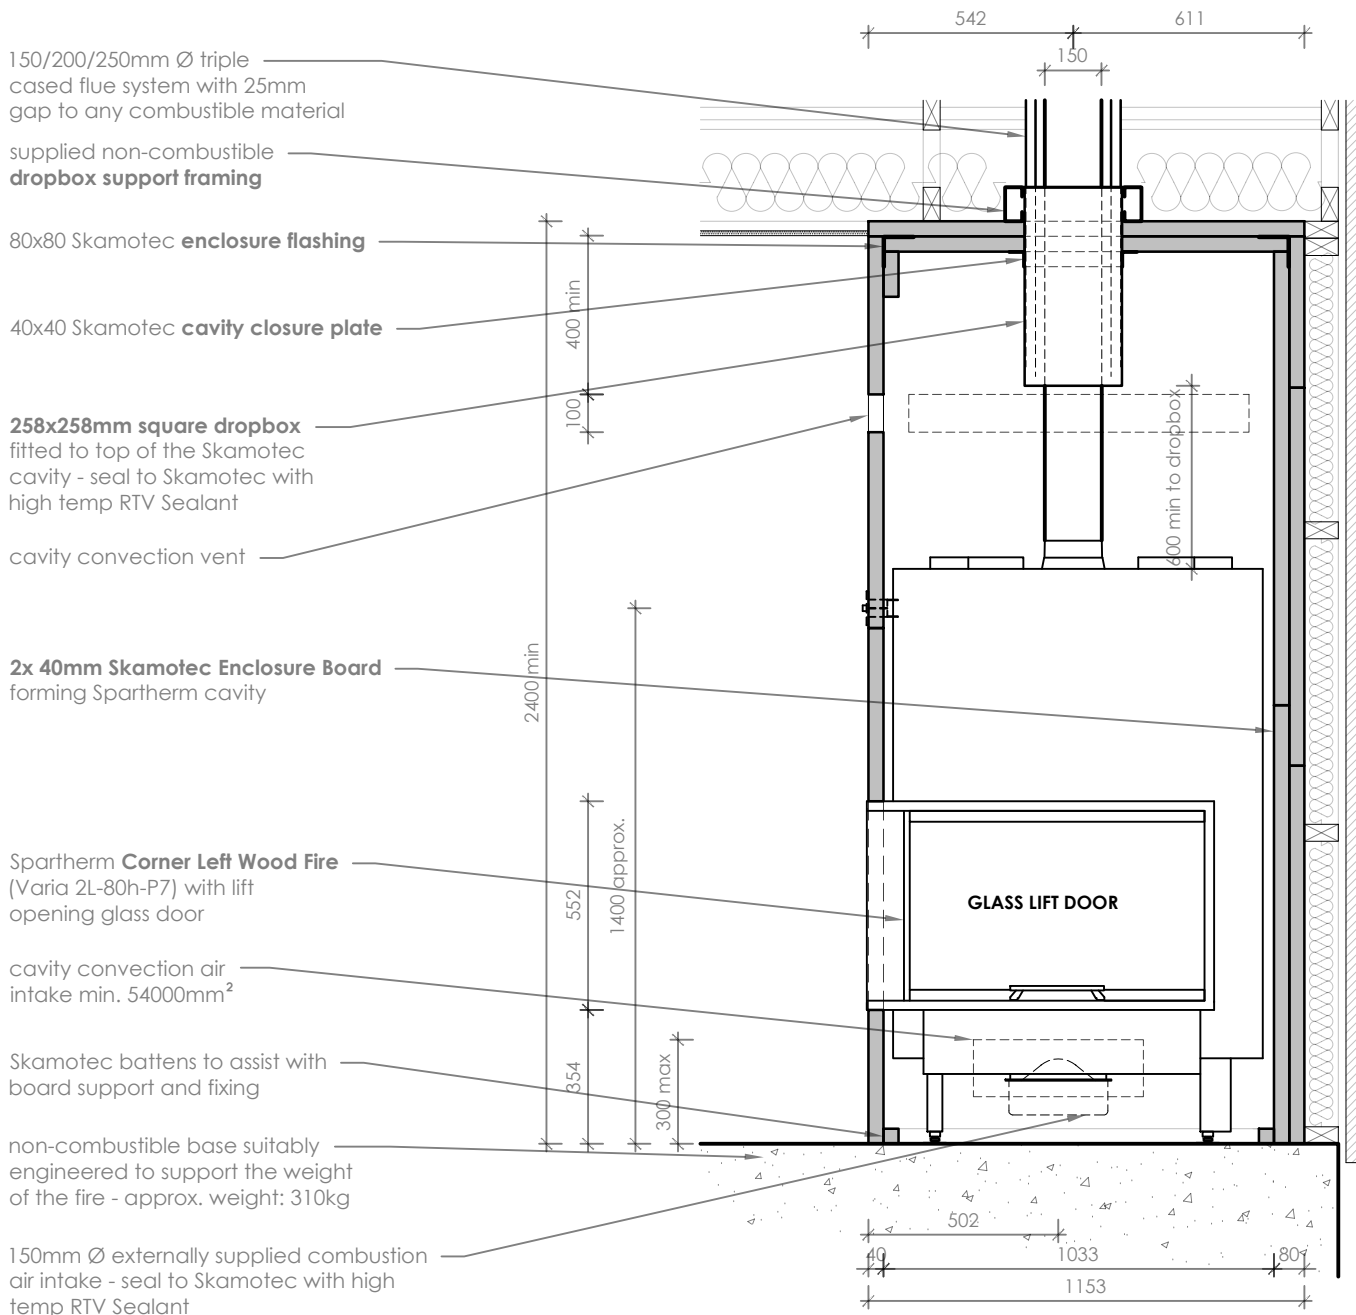 542
611
150
150/200/250mm Ø triple
cased flue system with 25mm
gap to any combustible material
supplied non-combustible
dropbox support framing
80x80 Skamotec enclosure flashing
40x40 Skamotec cavity closure plate
258x258mm square dropbox
fitted to top of the Skamotec
cavity - seal to Skamotec with
high temp RTV Sealant
cavity convection vent
2x 40mm Skamotec Enclosure Board
forming Spartherm cavity
Spartherm Corner Left Wood Fire
(Varia 2L-80h-P7) with lift
opening glass door
cavity convection air
intake min. 54000mm²
Skamotec battens to assist with
board support and fixing
non-combustible base suitably
engineered to support the weight
of the fire - approx. weight: 310kg
150mm Ø externally supplied combustion
air intake - seal to Skamotec with high
temp RTV Sealant
2400 min
400 min
100
1400 approx.
552
354
300 max
600 min to dropbox
GLASS LIFT DOOR
502
40
1033
80
1153